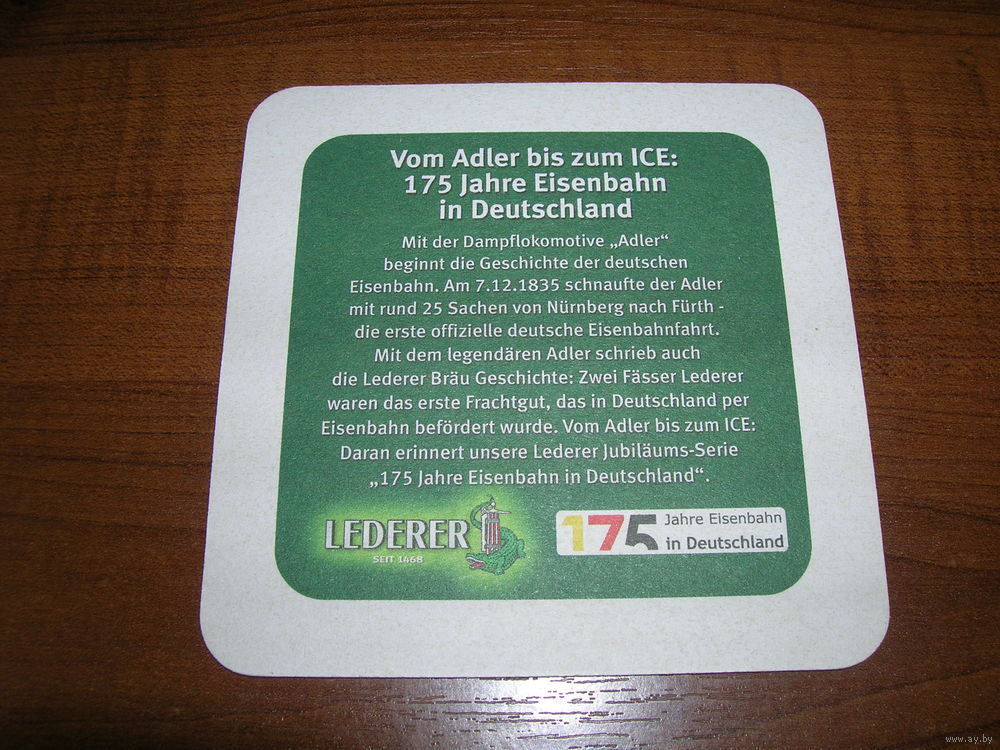 Vom Adler bis zum ICE:
175 Jahre Eisenbahn
in Deutschland
Mit der Dampflokomotive „Adler“
beginnt die Geschichte der deutschen
Eisenbahn. Am 7.12.1835 schnaufte der Adler
mit rund 25 Sachen von Nürnberg nach Fürth -
die erste offizielle deutsche Eisenbahnfahrt.
Mit dem legendären Adler schrieb auch
die Lederer Bräu Geschichte: Zwei Fässer Lederer
waren das erste Frachtgut, das in Deutschland per
Eisenbahn befördert wurde. Vom Adler bis zum ICE:
Daran erinnert unsere Lederer Jubiläums-Serie
„175 Jahre Eisenbahn in Deutschland“.
LEDERER
SEIT 1468
175 Jahre Eisenbahn
in Deutschland
www.ay.by